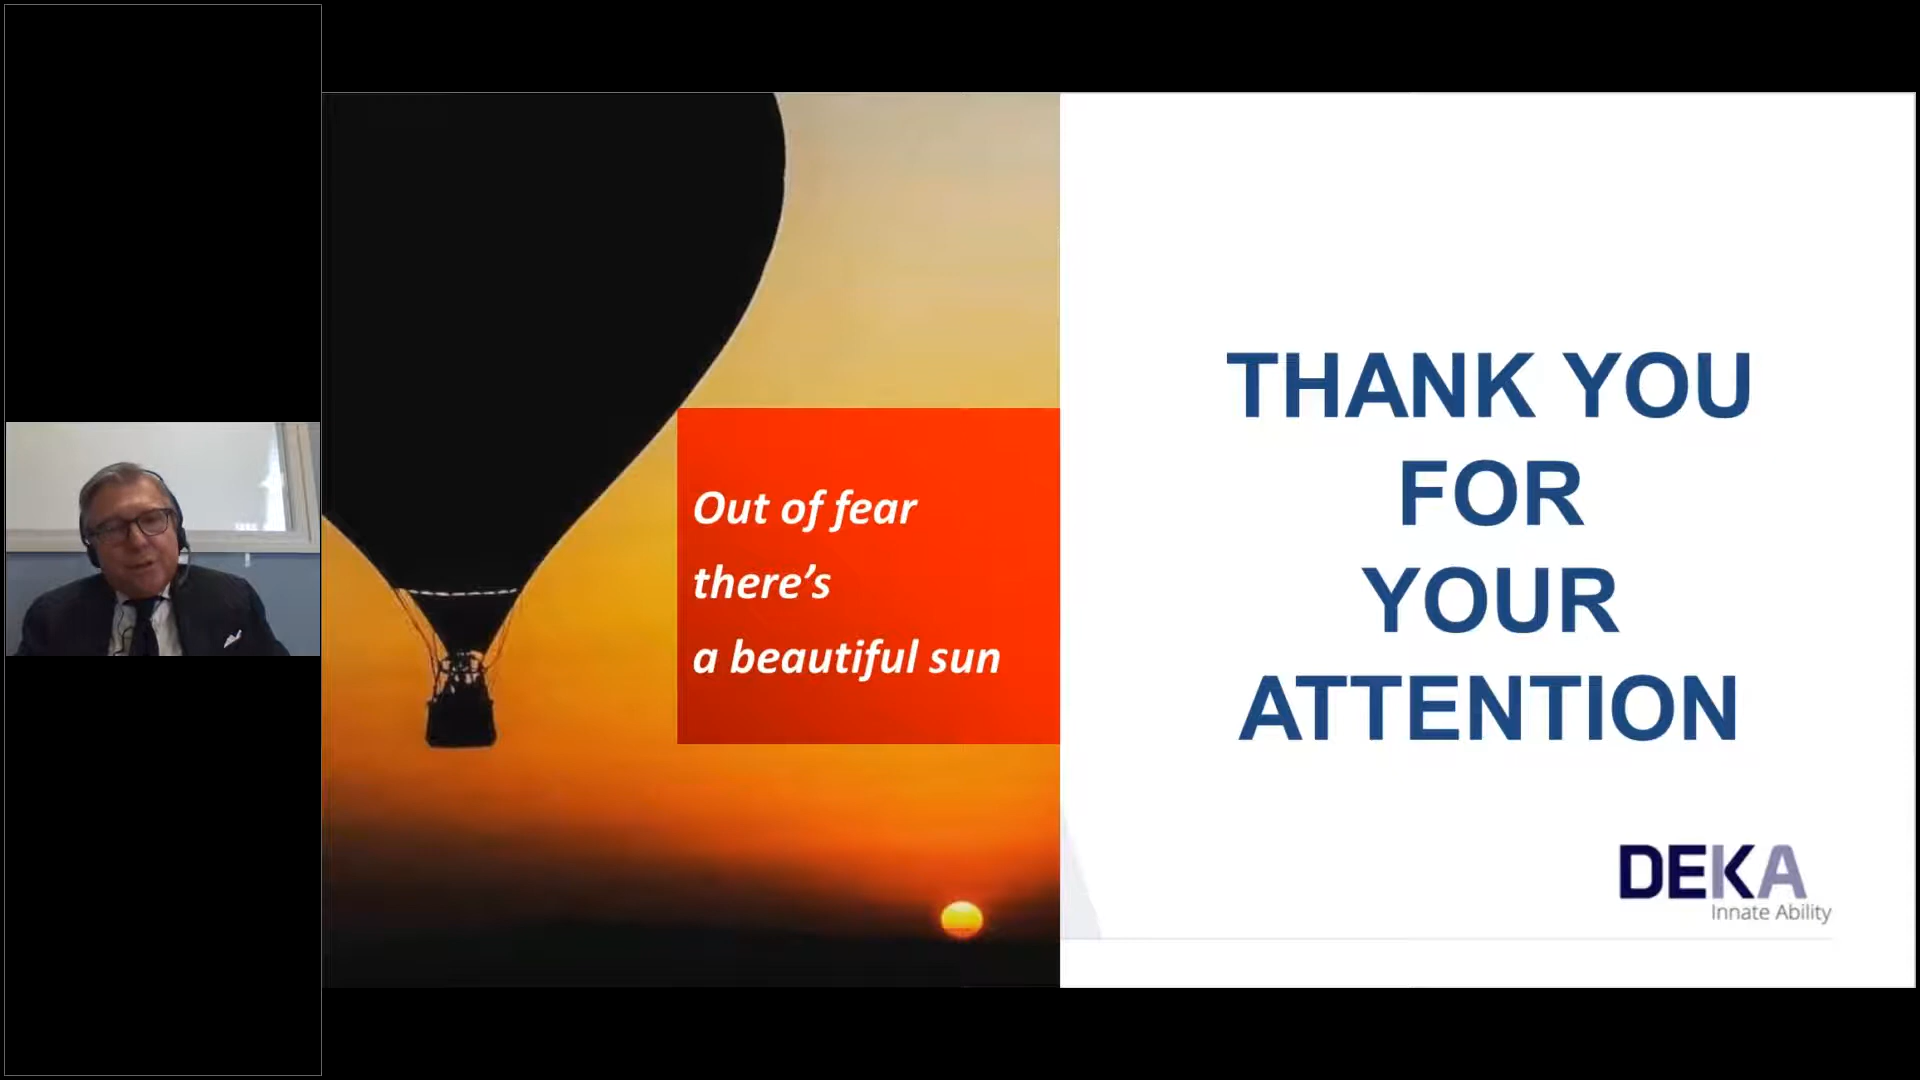 Out of fear
there’s
a beautiful sun
THANK YOU
FOR
YOUR
ATTENTION
DEKA
Innate Ability